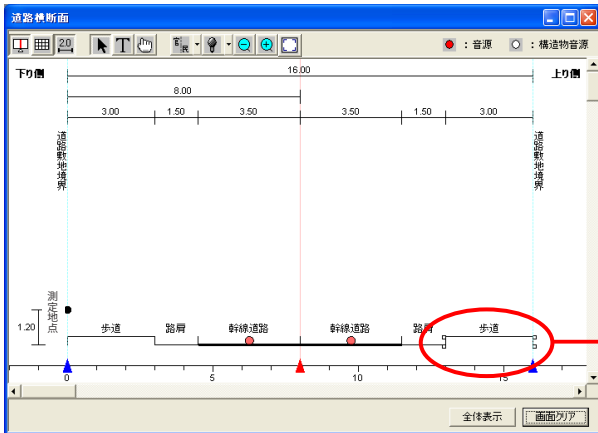 道路横断面
2.0
T
官民
● : 音源 ○ : 構造物音源
下り側
16.00
上り側
8.00
3.00 1.50 3.50 3.50 1.50 3.00
道路敷地境界
道路敷地境界
測定地点
1.20
歩道 路肩 幹線道路 幹線道路 路肩 歩道
0 5 10 15
全体表示 画面クリア